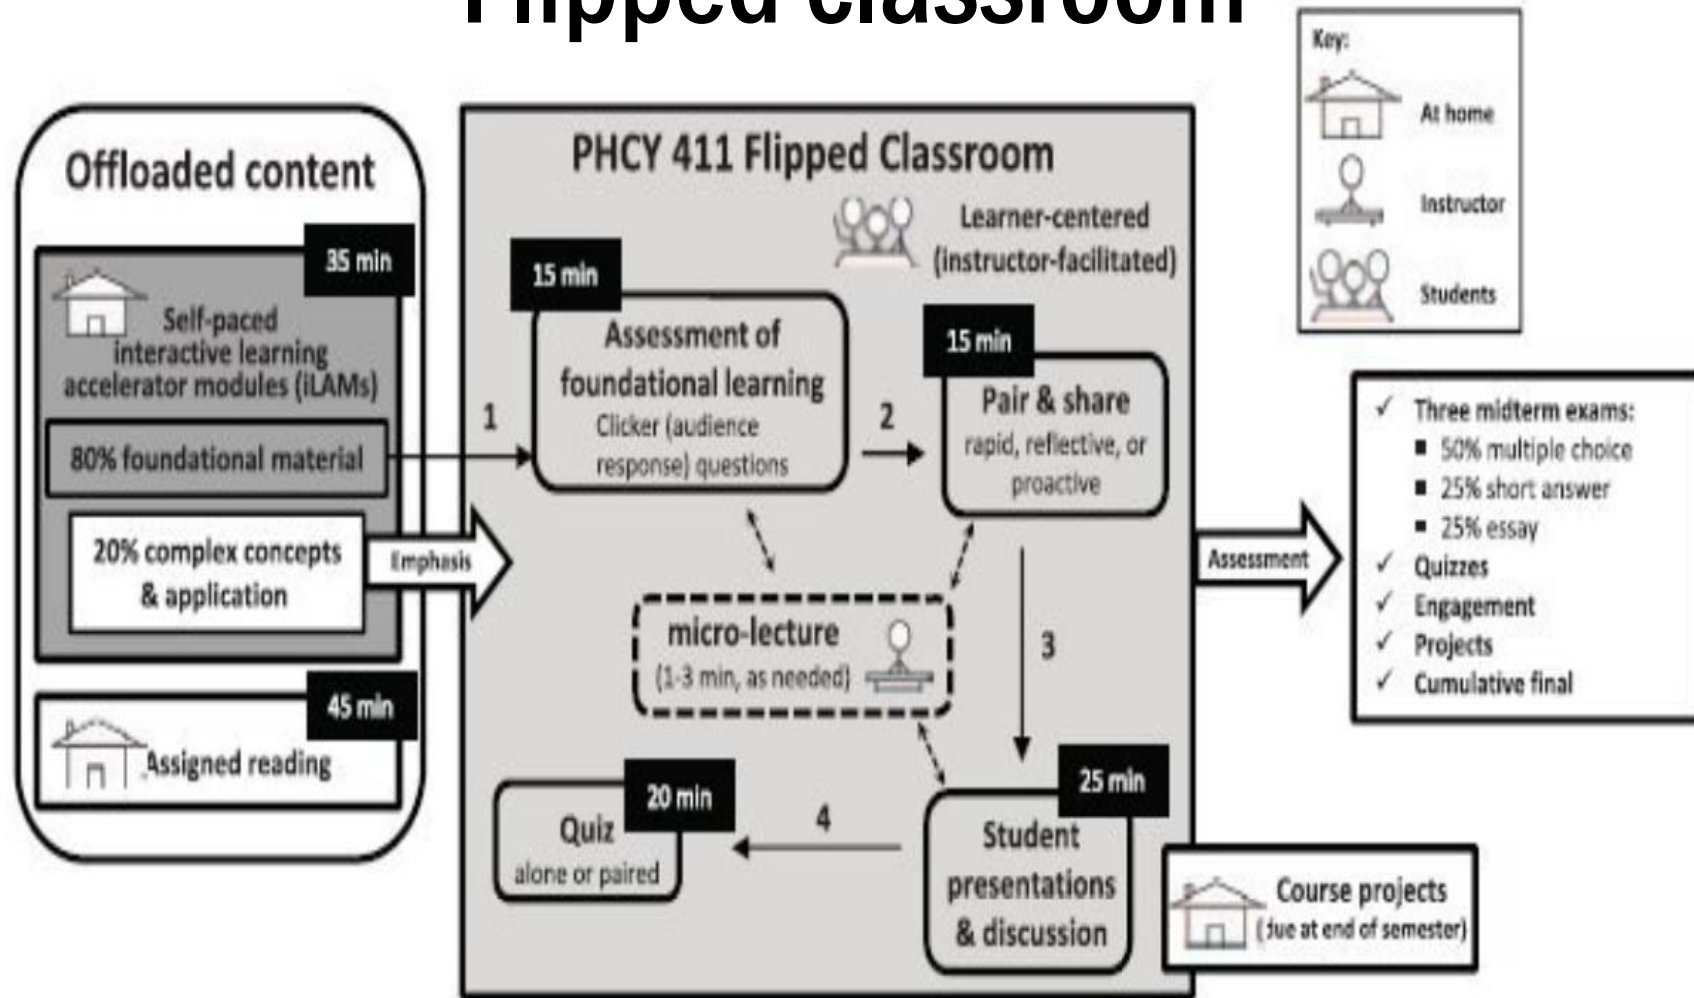 Flipped classroom
Key:
At home
Instructor
Students
Offloaded content
35 min
Self-paced
interactive learning
accelerator modules (iLAMs)
80% foundational material
20% complex concepts
& application
45 min
Assigned reading
Emphasis
PHCY 411 Flipped Classroom
Learner-centered
(instructor-facilitated)
1
15 min
Assessment of
foundational learning
Clicker (audience
response) questions
2
15 min
Pair & share
rapid, reflective, or
proactive
micro-lecture
(1-3 min, as needed)
3
25 min
Student
presentations
& discussion
4
20 min
Quiz
alone or paired
Assessment
✓ Three midterm exams:
▪ 50% multiple choice
▪ 25% short answer
▪ 25% essay
✓ Quizzes
✓ Engagement
✓ Projects
✓ Cumulative final
Course projects
(due at end of semester)